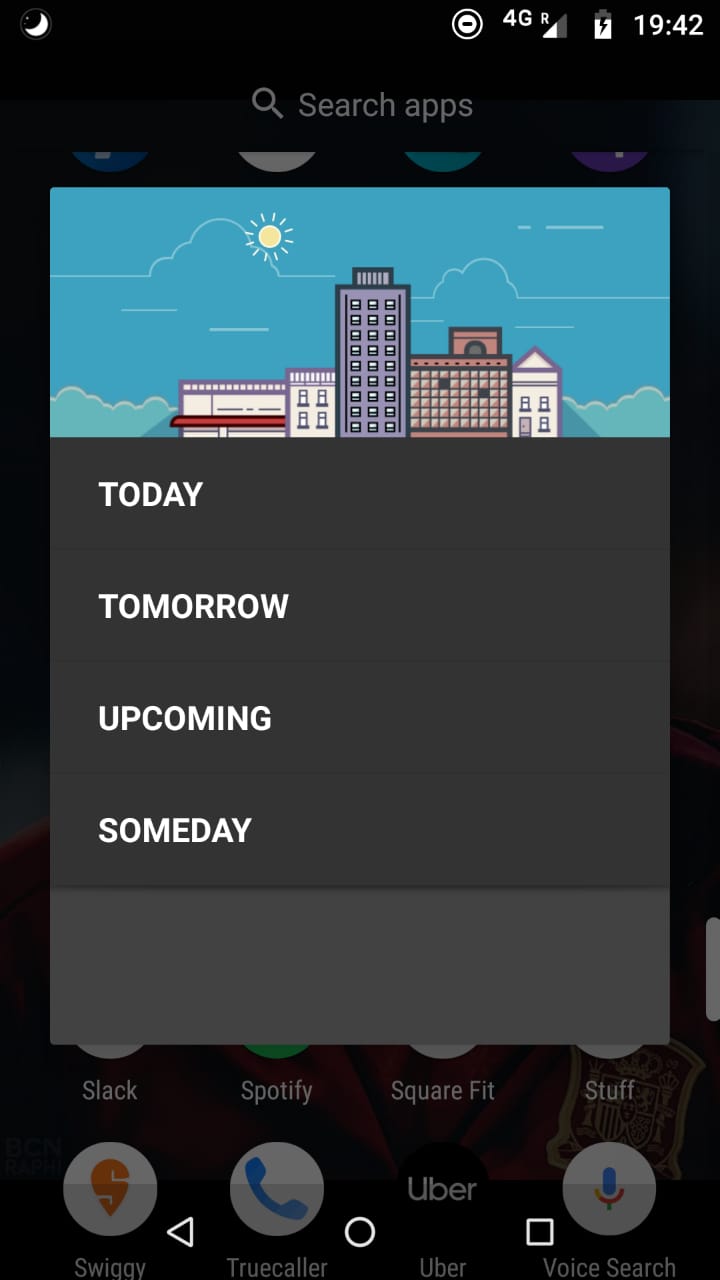 4G R 19:42
Search apps
TODAY
TOMORROW
UPCOMING
SOMEDAY
Slack Spotify Square Fit Stuff
BCN
RAPHI
Uber
Swiggy Truecaller Uber Voice Search